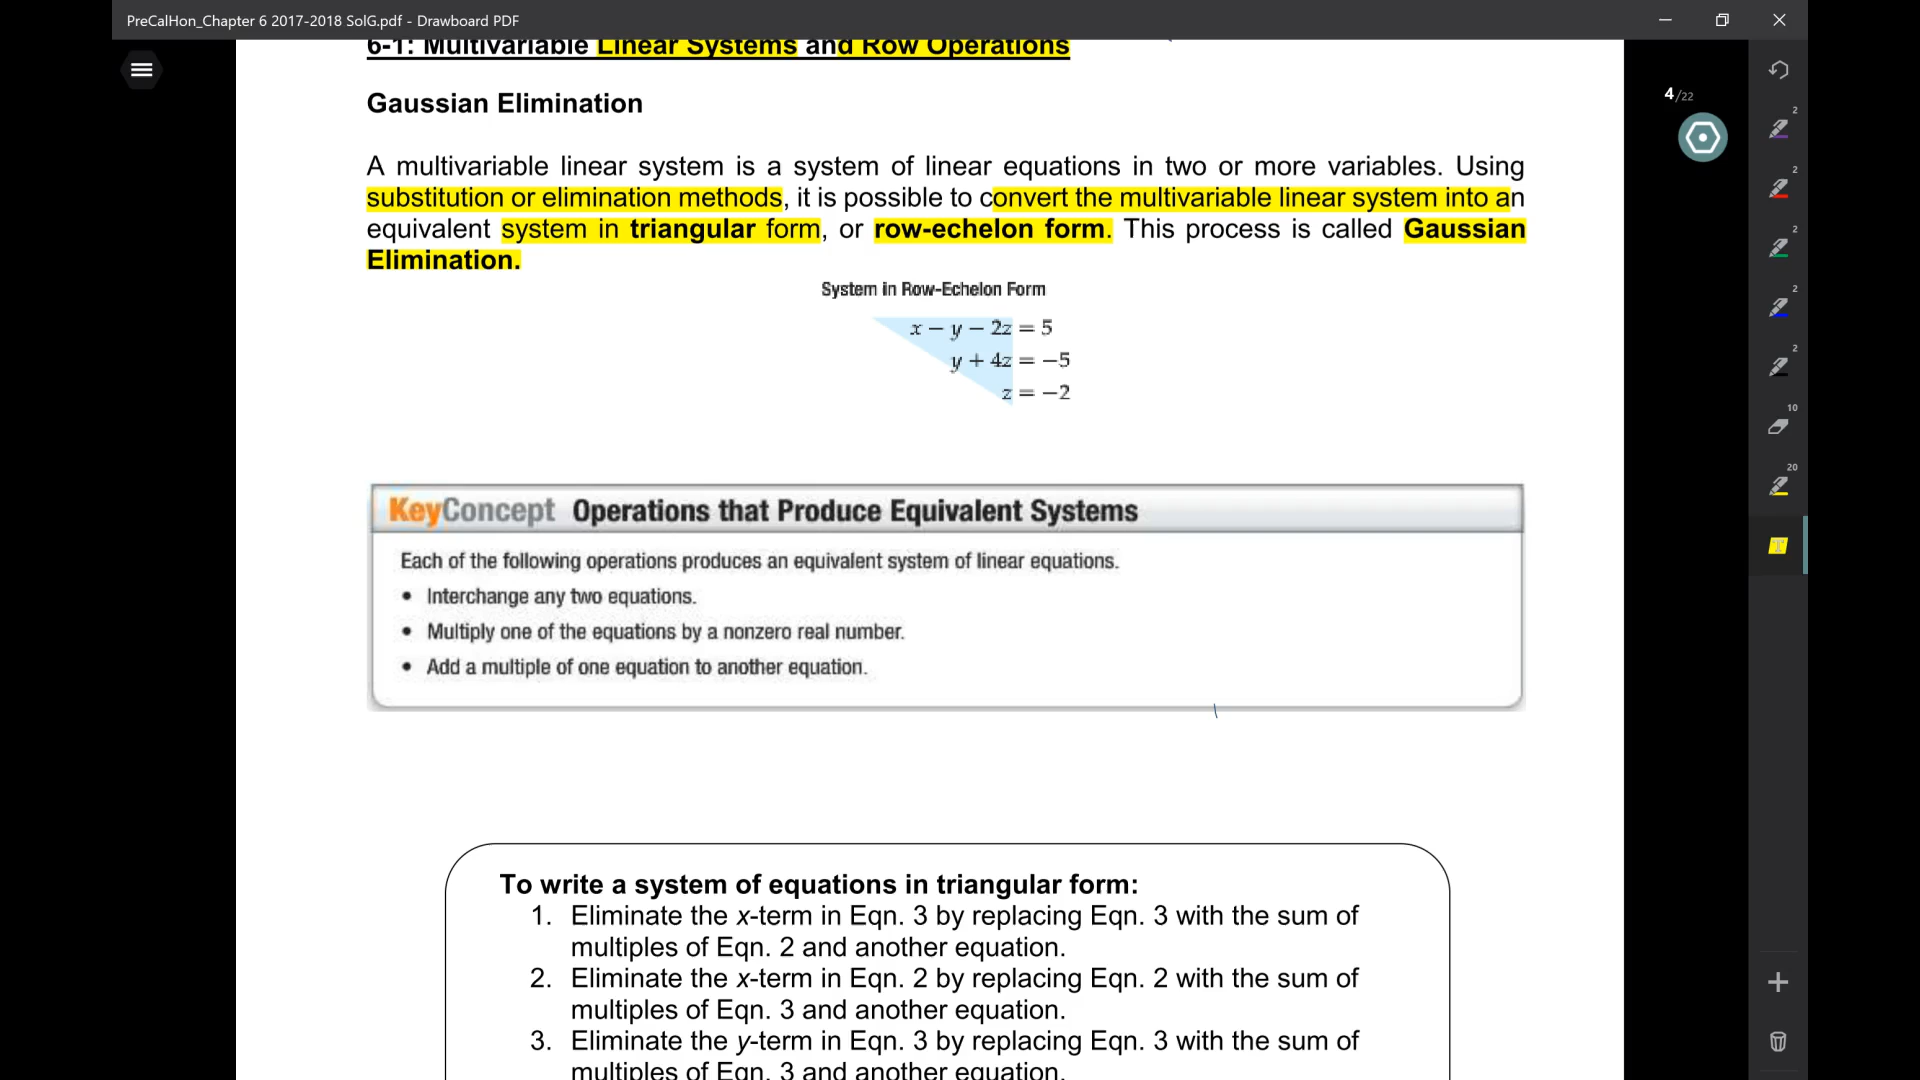 PreCalHon_Chapter 6 2017-2018 SolG.pdf - Drawboard PDF
6-1: Multivariable Linear Systems and Row Operations
4/22
Gaussian Elimination
A multivariable linear system is a system of linear equations in two or more variables. Using
substitution or elimination methods, it is possible to convert the multivariable linear system into an
equivalent system in triangular form, or row-echelon form. This process is called Gaussian
Elimination.
System in Row-Echelon Form
x − y − 2z = 5
y + 4z = −5
z = −2
KeyConcept Operations that Produce Equivalent Systems
Each of the following operations produces an equivalent system of linear equations.
• Interchange any two equations.
• Multiply one of the equations by a nonzero real number.
• Add a multiple of one equation to another equation.
To write a system of equations in triangular form:
1. Eliminate the x-term in Eqn. 3 by replacing Eqn. 3 with the sum of
multiples of Eqn. 2 and another equation.
2. Eliminate the x-term in Eqn. 2 by replacing Eqn. 2 with the sum of
multiples of Eqn. 3 and another equation.
3. Eliminate the y-term in Eqn. 3 by replacing Eqn. 3 with the sum of
multiples of Eqn. 3 and another equation.
2
2
2
2
2
10
20
T